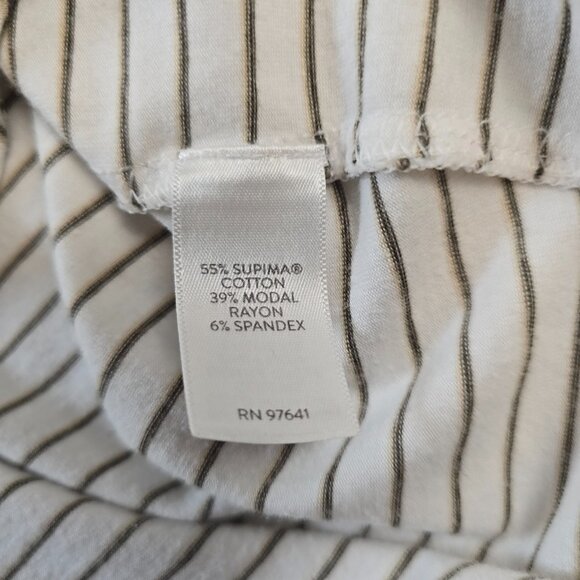 55% SUPIMA®
COTTON
39% MODAL
RAYON
6% SPANDEX
RN 97641